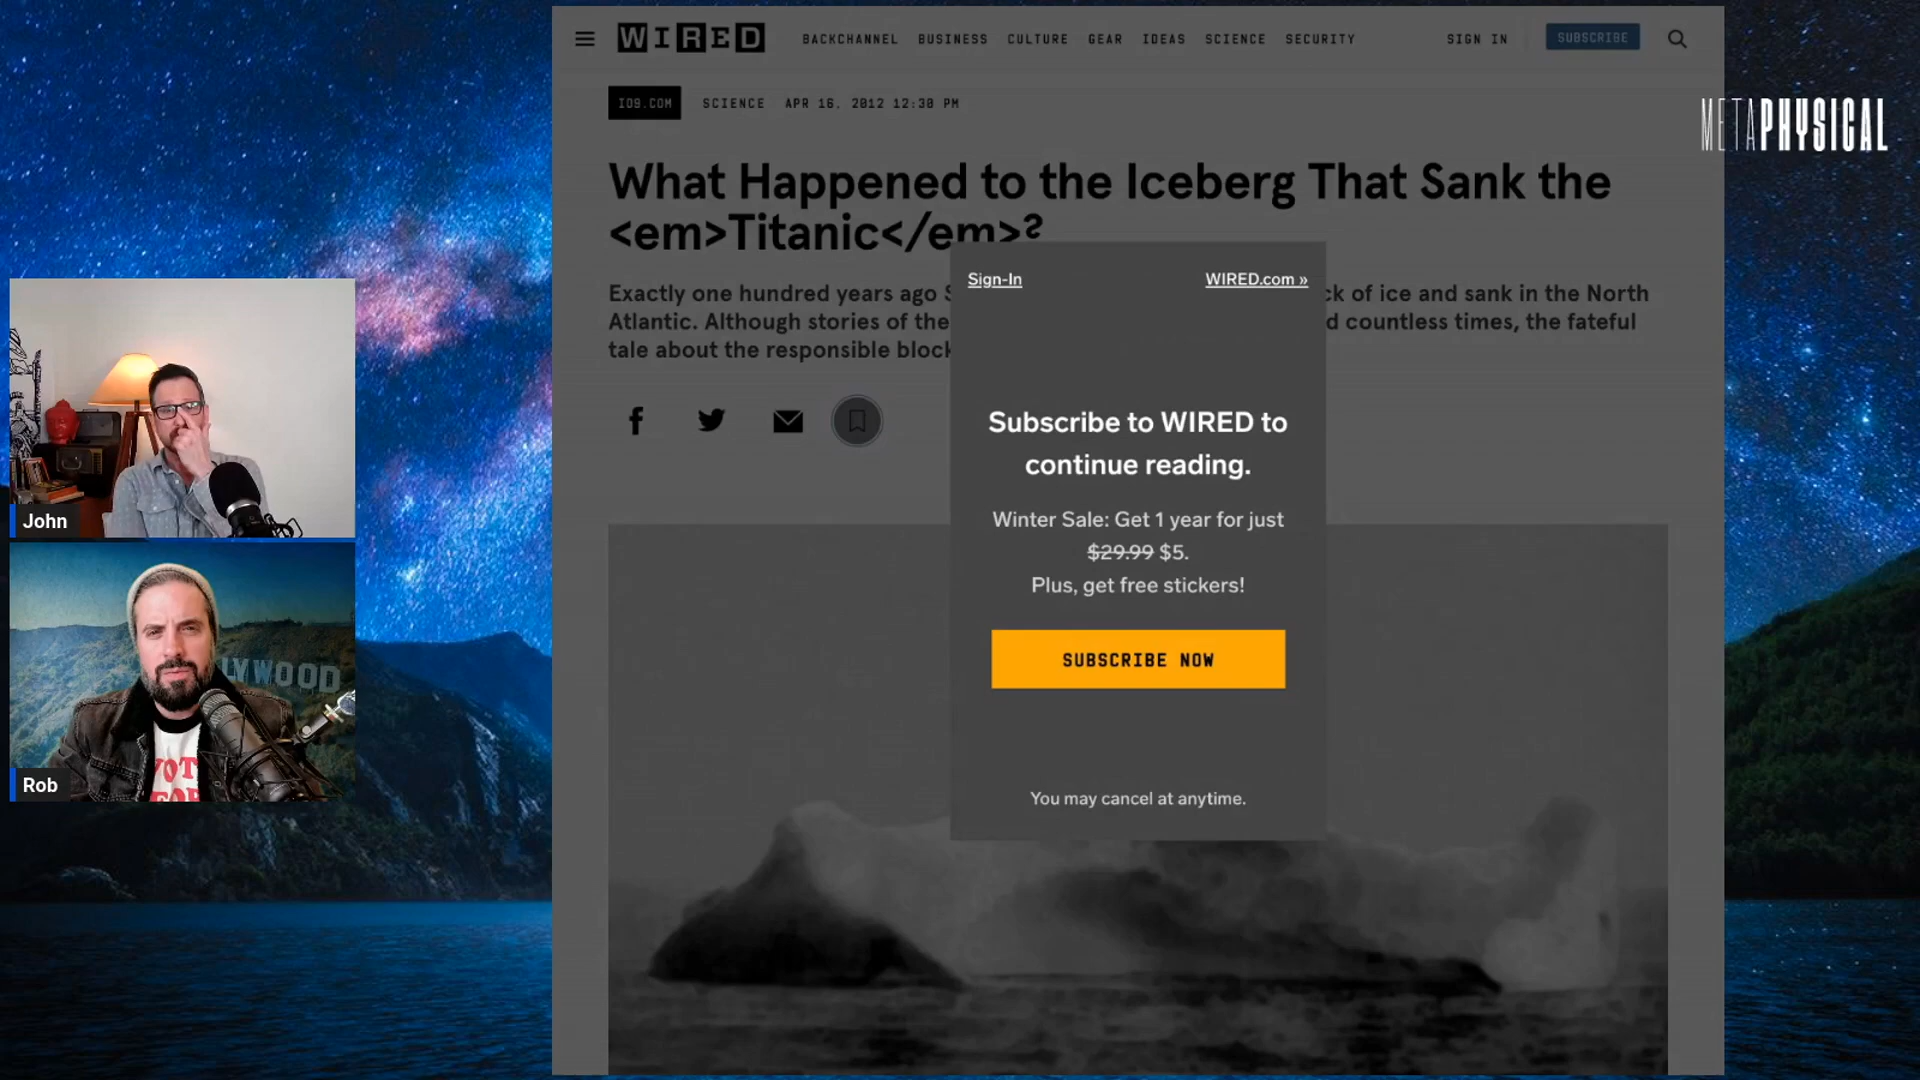 WIRED
BACKCHANNEL BUSINESS CULTURE GEAR IDEAS SCIENCE SECURITY
SIGN IN
SUBSCRIBE
METAPHYSICAL
IO9.COM
SCIENCE
APR 16, 2012 12:30 PM
What Happened to the Iceberg That Sank the
<em>Titanic</em>?
Exactly one hundred years ago
ck of ice and sank in the North
Atlantic. Although stories of the
d countless times, the fateful
tale about the responsible block
Sign-In
WIRED.com »
Subscribe to WIRED to
continue reading.
Winter Sale: Get 1 year for just
$29.99 $5.
Plus, get free stickers!
SUBSCRIBE NOW
You may cancel at anytime.
John
LYWOOD
VOT
FOR
Rob